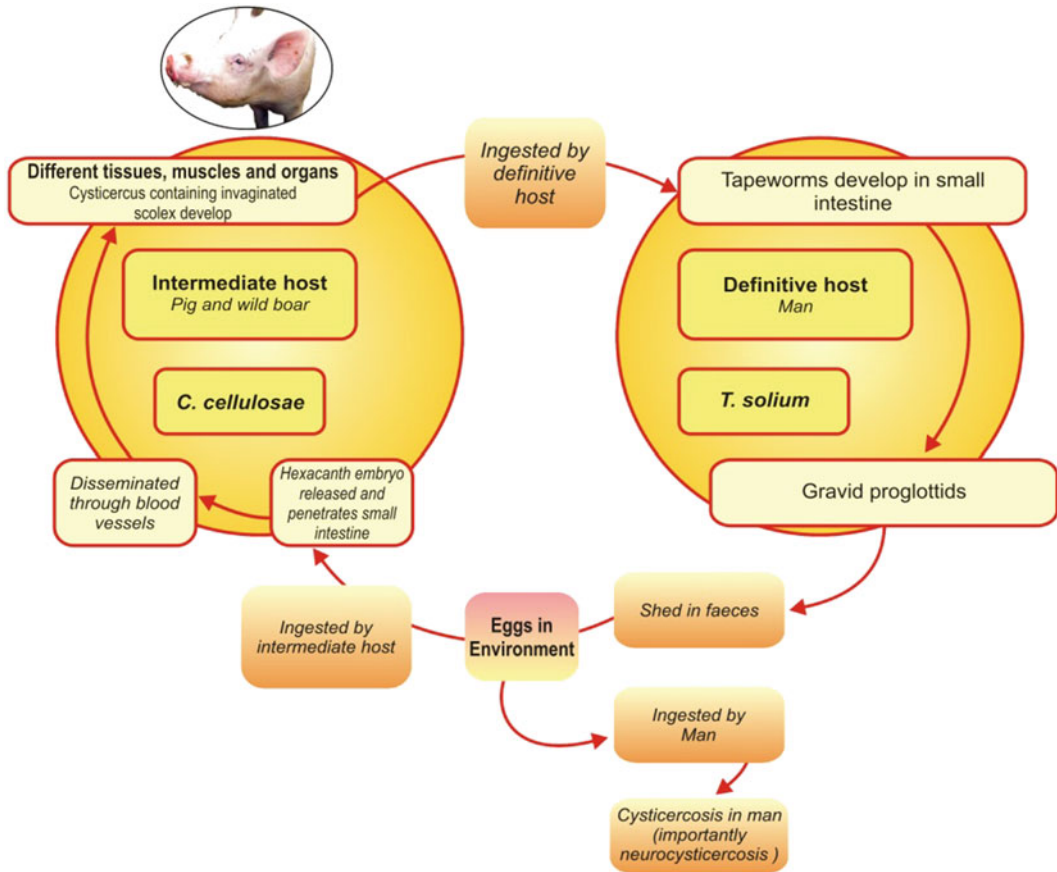 Different tissues, muscles and organs
Cysticercus containing invaginated
scolex develop
Intermediate host
Pig and wild boar
C. cellulosae
Disseminated
through blood
vessels
Hexacanth embryo
released and
penetrates small
intestine
Ingested by
definitive
host
Tapeworms develop in small
intestine
Definitive host
Man
T. solium
Gravid proglottids
Shed in faeces
Eggs in
Environment
Ingested by
intermediate host
Ingested by
Man
Cysticercosis in man
(importantly
neurocysticercosis )